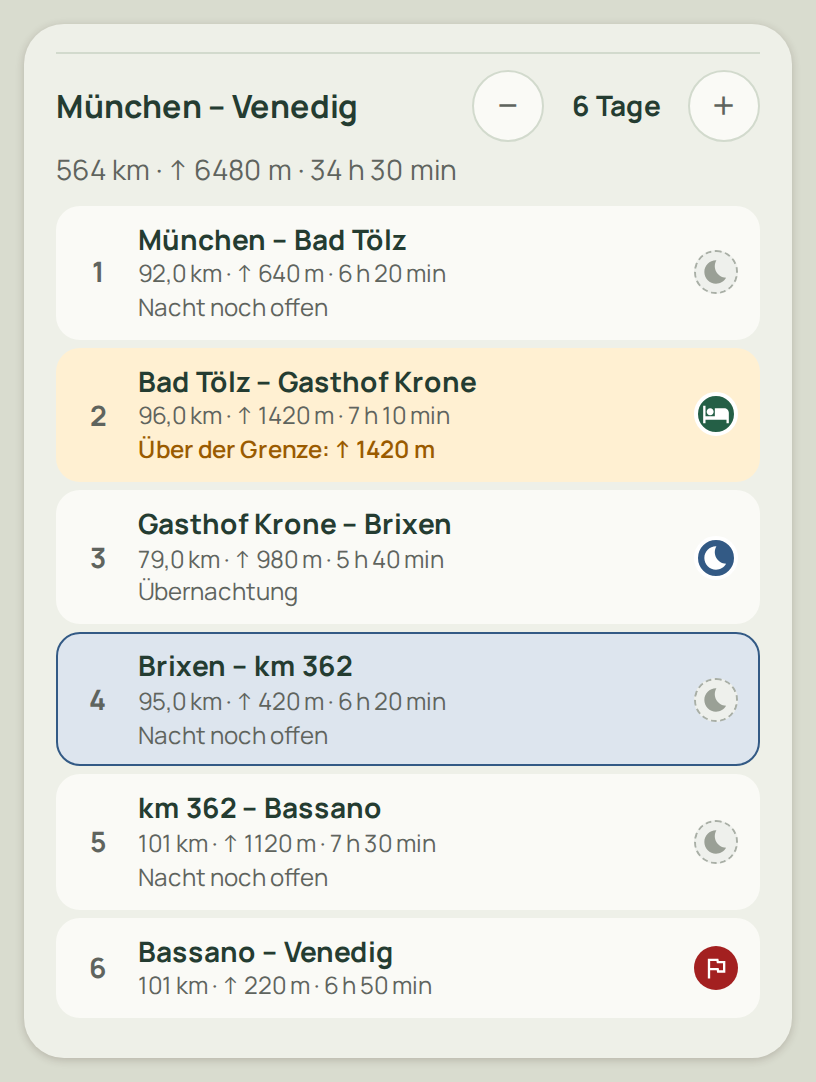 München – Venedig
− 6 Tage +
564 km · ↑ 6480 m · 34 h 30 min
1
München – Bad Tölz
92,0 km · ↑ 640 m · 6 h 20 min
Nacht noch offen
2
Bad Tölz – Gasthof Krone
96,0 km · ↑ 1420 m · 7 h 10 min
Über der Grenze: ↑ 1420 m
3
Gasthof Krone – Brixen
79,0 km · ↑ 980 m · 5 h 40 min
Übernachtung
4
Brixen – km 362
95,0 km · ↑ 420 m · 6 h 20 min
Nacht noch offen
5
km 362 – Bassano
101 km · ↑ 1120 m · 7 h 30 min
Nacht noch offen
6
Bassano – Venedig
101 km · ↑ 220 m · 6 h 50 min